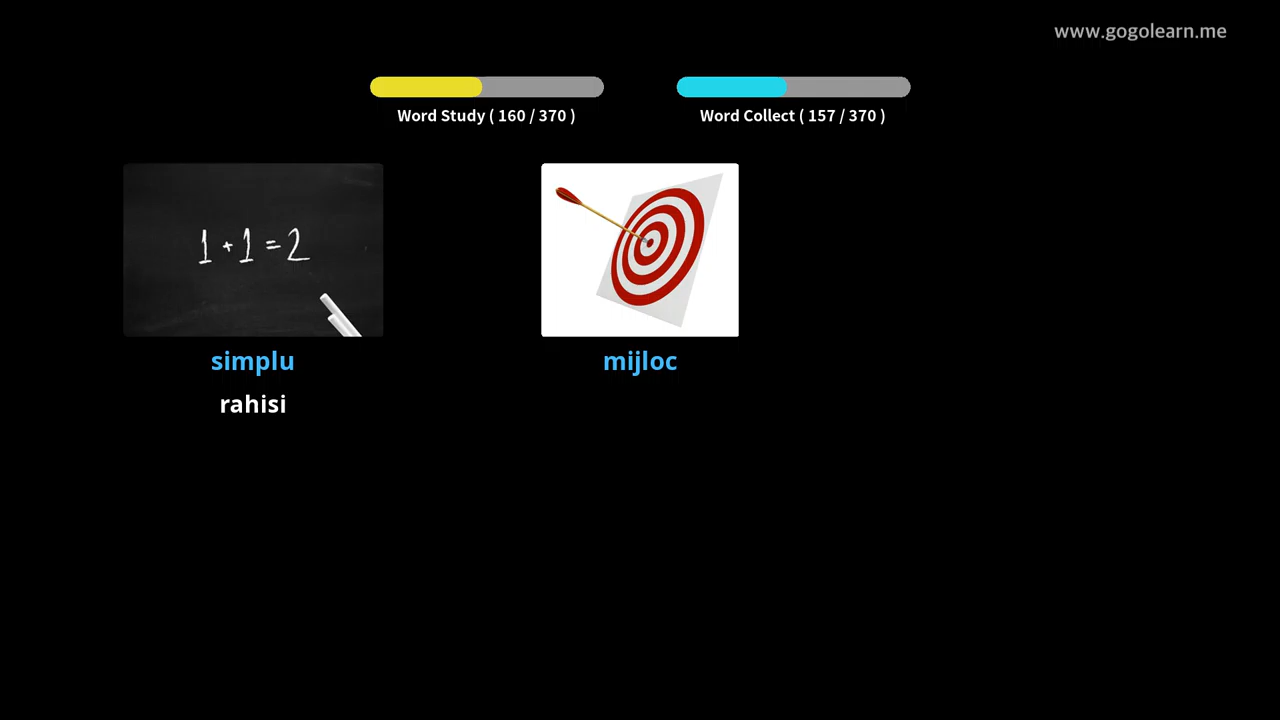 www.gogolearn.me
Word Study ( 160 / 370 )
Word Collect ( 157 / 370 )
1 + 1 = 2
simplu
mijloc
rahisi